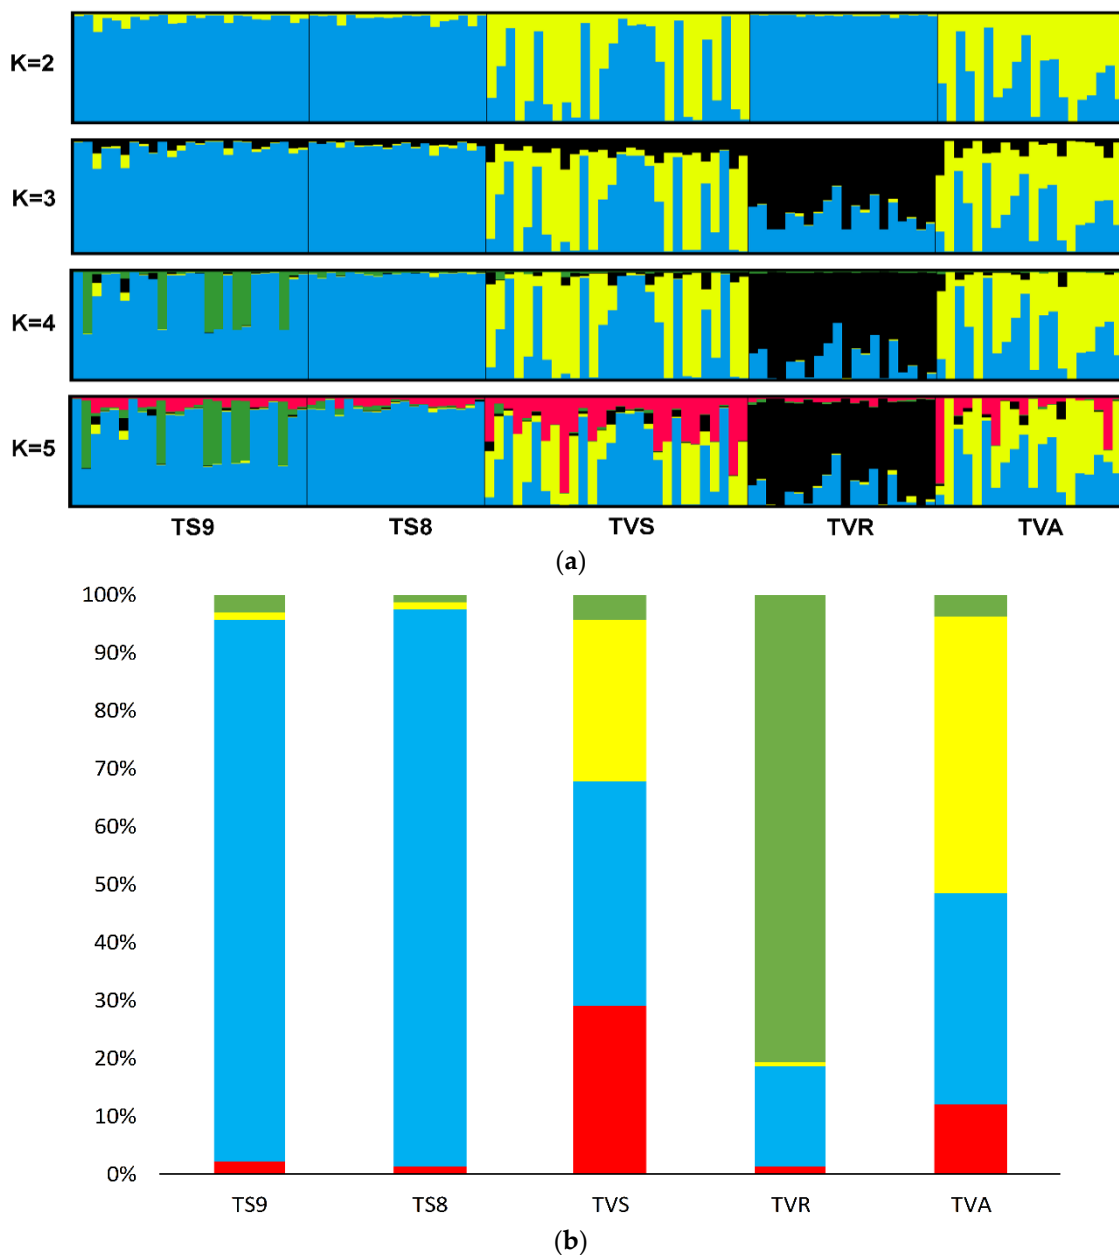 K=2
K=3
K=4
K=5
TS9 TS8 TVS TVR TVA
(a)
100%
90%
80%
70%
60%
50%
40%
30%
20%
10%
0%
TS9 TS8 TVS TVR TVA
(b)